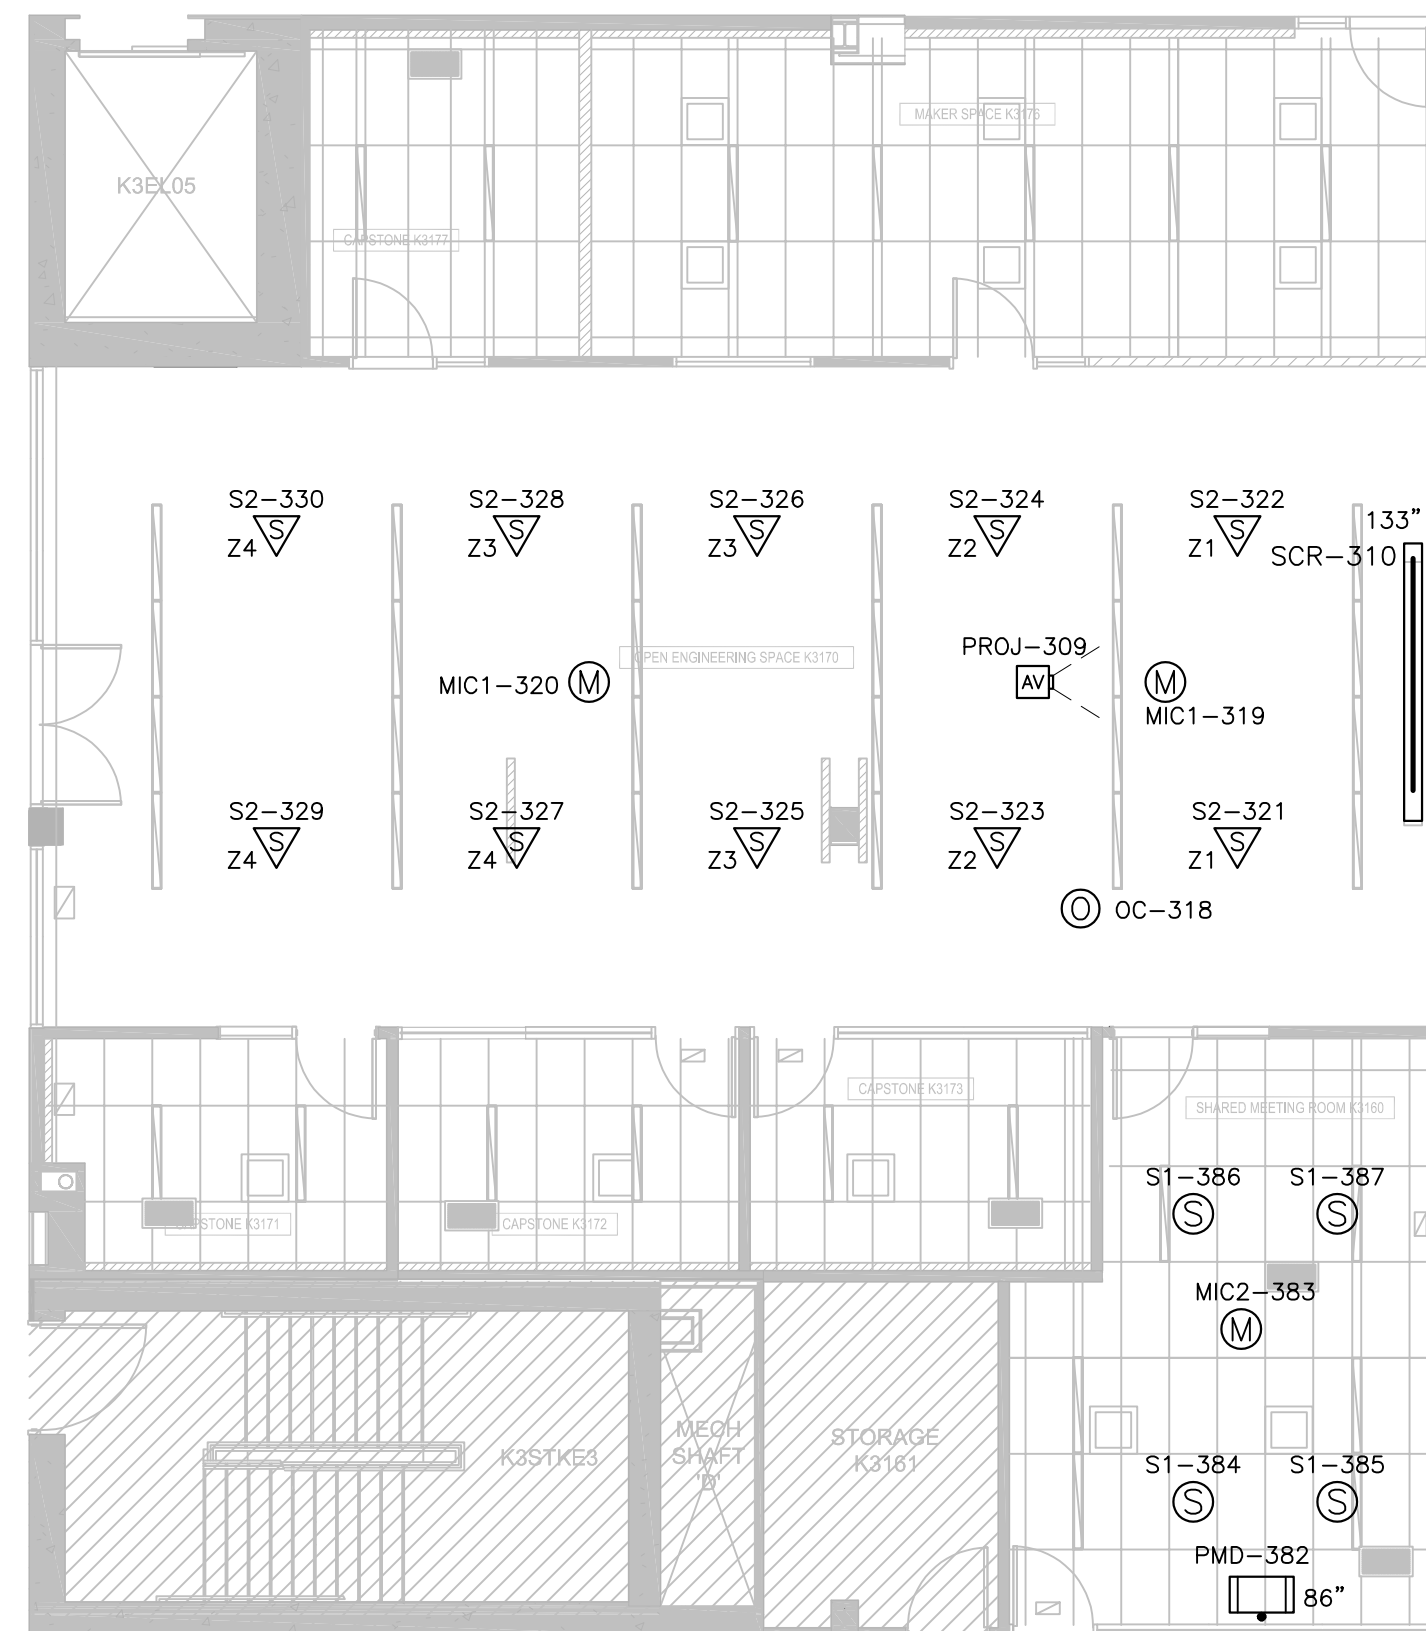 MAKER SPACE K3176
K3EL05
CAPSTONE K3177
S2-330
S2-328
S2-326
S2-324
S2-322
133"
S
S
S
S
S
Z4
Z3
Z3
Z2
Z1
SCR-310
PROJ-309
OPEN ENGINEERING SPACE K3170
MIC1-320
M
AV
M
MIC1-319
S2-329
S2-327
S2-325
S2-323
S2-321
S
S
S
S
S
Z4
Z4
Z3
Z2
Z1
O
OC-318
CAPSTONE K3173
SHARED MEETING ROOM K3160
S1-386
S1-387
S
S
CAPSTONE K3171
CAPSTONE K3172
MIC2-383
M
MECH
SHAFT
'D'
STORAGE
K3161
K3STKE3
S1-384
S1-385
S
S
PMD-382
86"